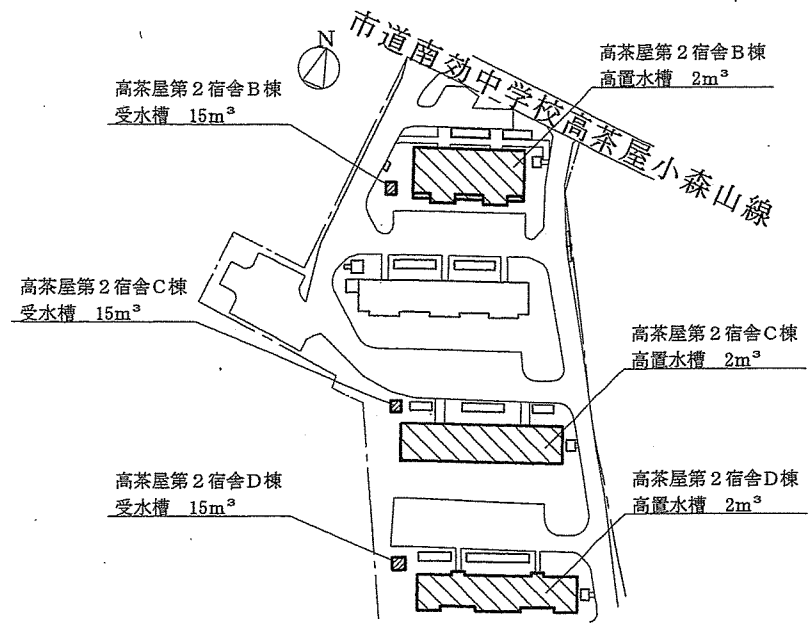 N
市道南効中学校高茶屋小森山線
高茶屋第2宿舎B棟
高置水槽　2m³
高茶屋第2宿舎B棟
受水槽　15m³
高茶屋第2宿舎C棟
受水槽　15m³
高茶屋第2宿舎C棟
高置水槽　2m³
高茶屋第2宿舎D棟
受水槽　15m³
高茶屋第2宿舎D棟
高置水槽　2m³